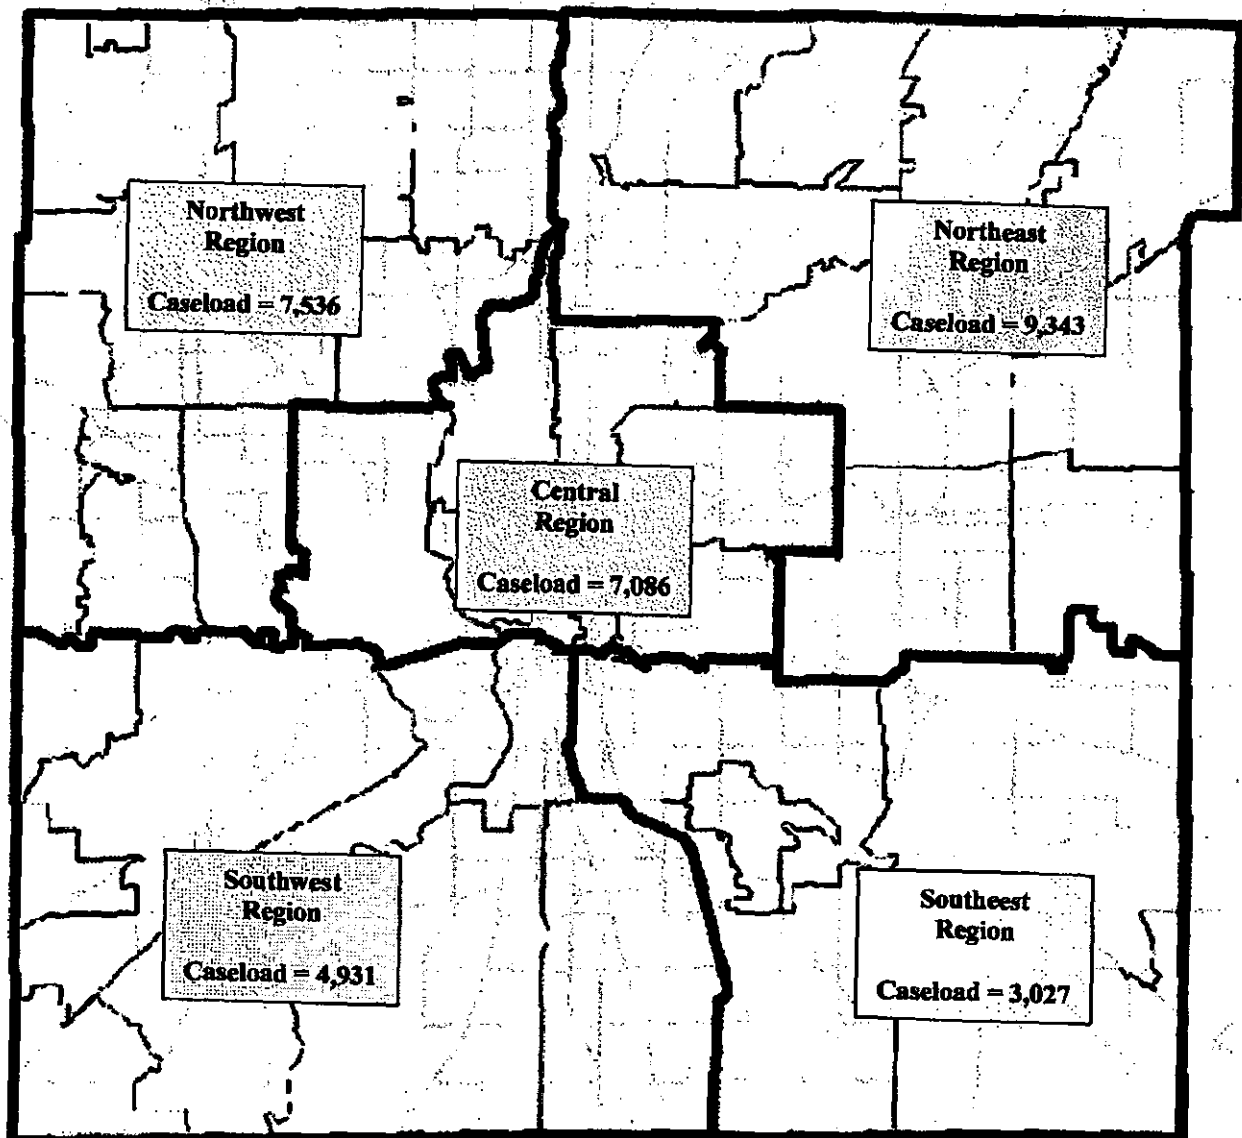 Northwest
Region
Caseload = 7,536
Northeast
Region
Caseload = 9,343
Central
Region
Caseload = 7,086
Southwest
Region
Caseload = 4,931
Southeest
Region
Caseload = 3,027